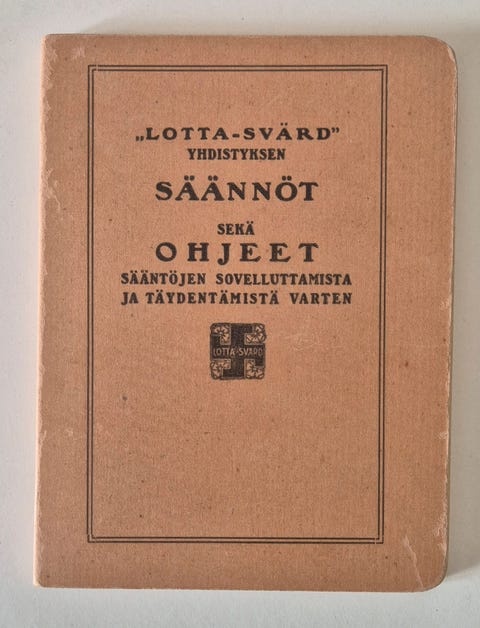 „LOTTA-SVÄRD”
YHDISTYKSEN
SÄÄNNÖT
SEKÄ
OHJEET
SÄÄNTÖJEN SOVELLUTTAMISTA
JA TÄYDENTÄMISTÄ VARTEN
LOTTA-SVÄRD